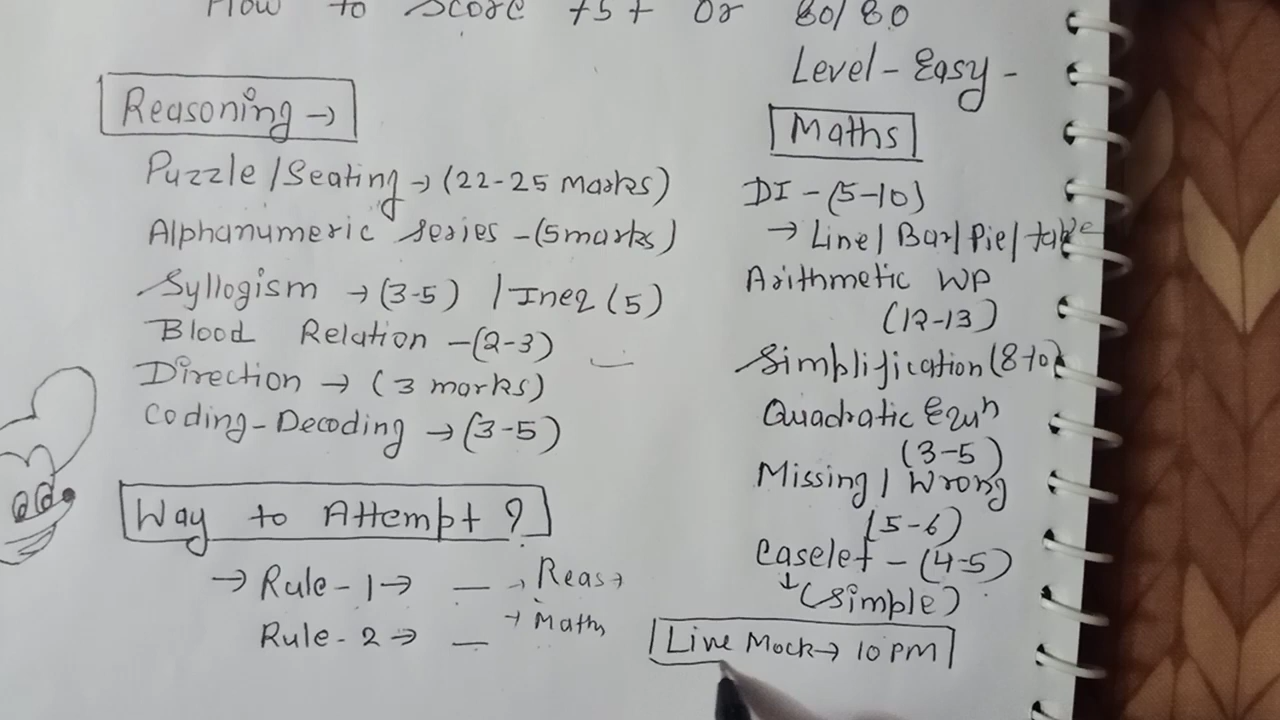 How to Score 75+ or 80/80
Level - Easy -
Reasoning →
Puzzle/Seating → (22-25 marks)
Alphanumeric series - (5 marks)
Syllogism → (3-5) / Ineq (5)
Blood Relation - (2-3)
Direction → (3 marks)
Coding-Decoding → (3-5)
Way to Attempt ?
→ Rule-1 → — → Reas →
Rule-2 → — → Maths
Maths
DI - (5-10)
→ Line/Bar/Pie/table
Arithmetic WP
(12-13)
Simplification (8-10)
Quadratic Equⁿ
(3-5)
Missing / Wrong
(5-6)
Caselet - (4-5)
↓ (Simple)
Live Mock → 10 PM